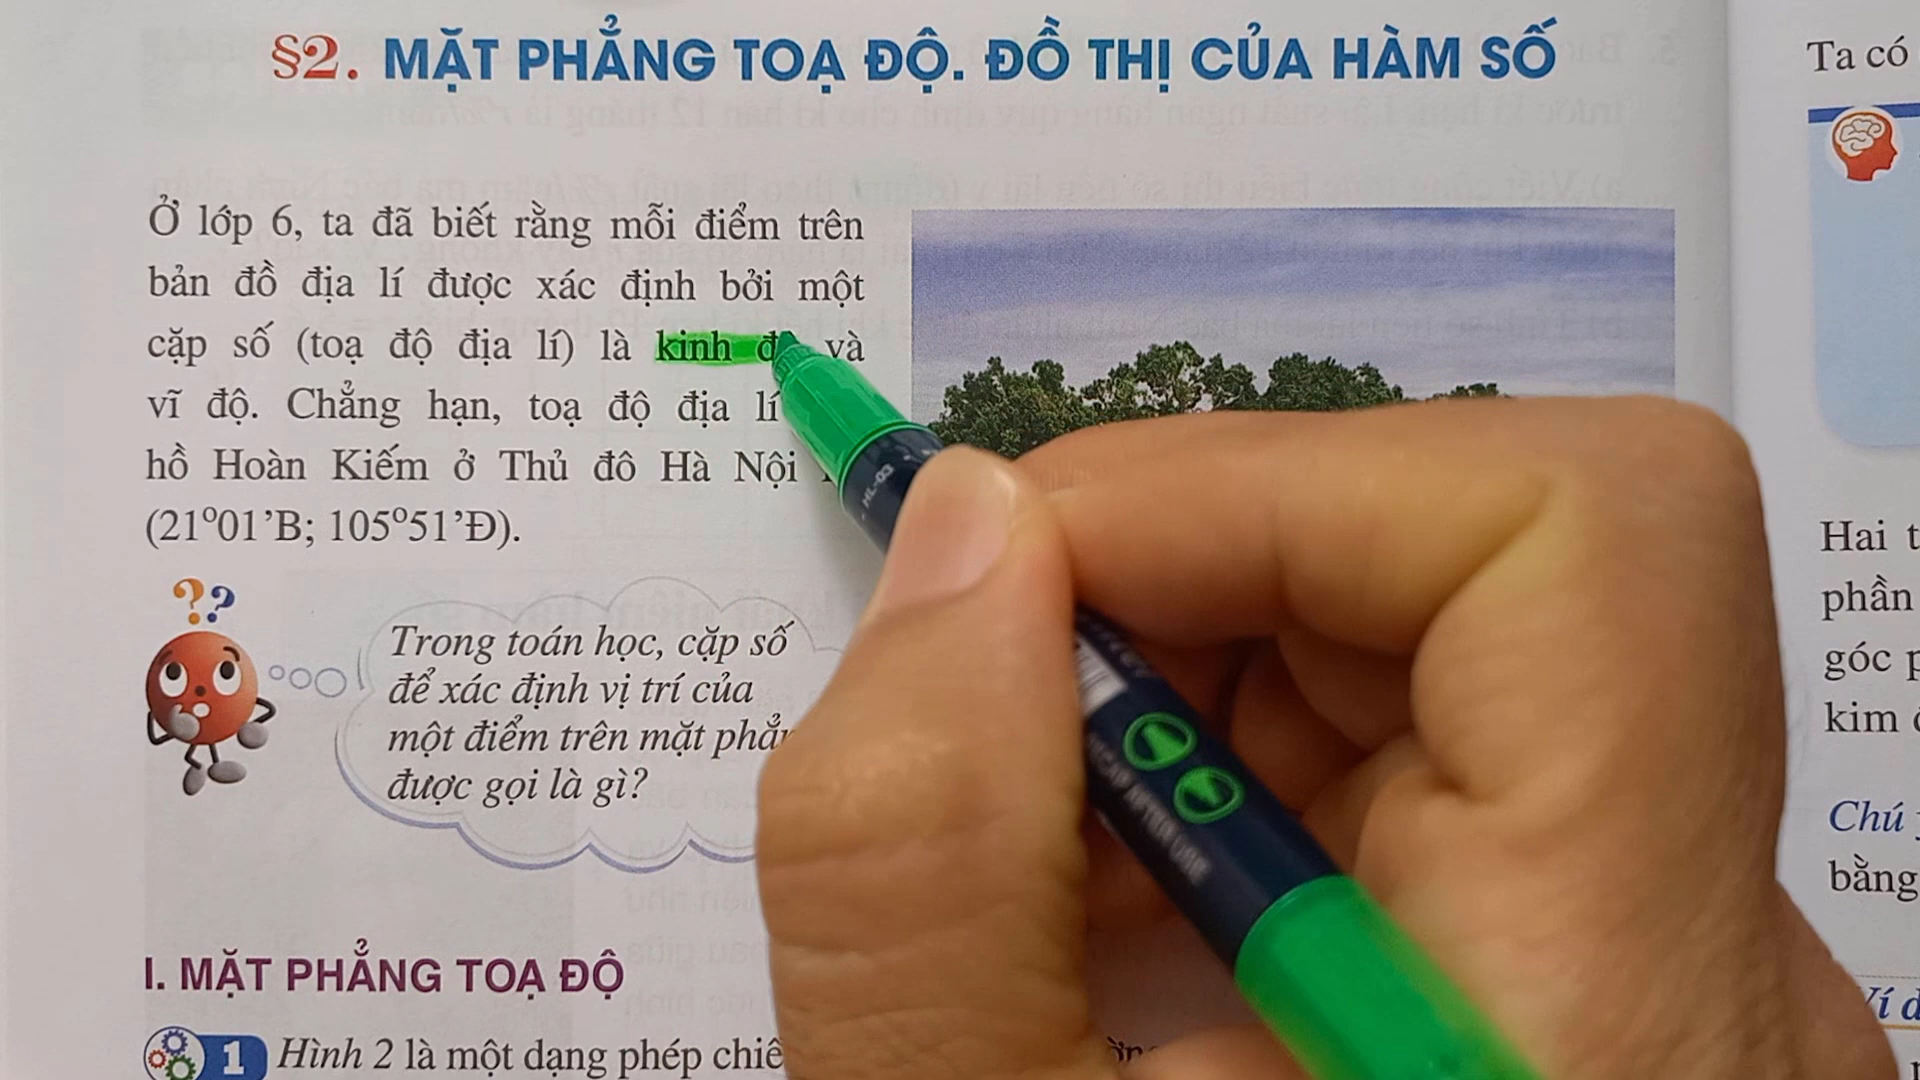 §2. MẶT PHẲNG TOẠ ĐỘ. ĐỒ THỊ CỦA HÀM SỐ
Ở lớp 6, ta đã biết rằng mỗi điểm trên
bản đồ địa lí được xác định bởi một
cặp số (toạ độ địa lí) là kinh và
vĩ độ. Chẳng hạn, toạ độ địa lí
hồ Hoàn Kiếm ở Thủ đô Hà Nội
(21°01’B; 105°51’Đ).
??
Trong toán học, cặp số
để xác định vị trí của
một điểm trên mặt
được gọi là gì?
I. MẶT PHẲNG TOẠ ĐỘ
1 Hình 2 là một dạng phép
HL-03
Ta có
Hai
phần
góc
kim
Chú
bằng